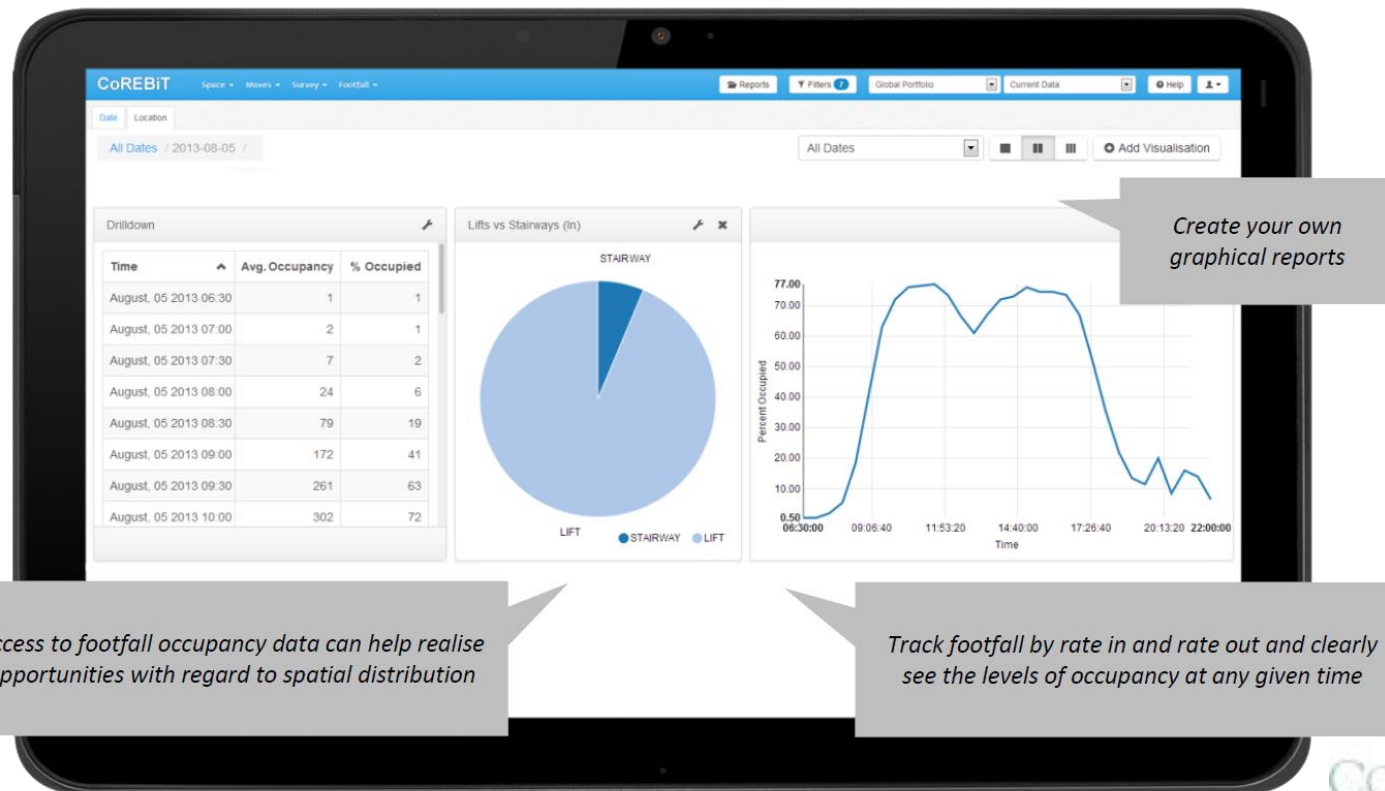 CoREBiT Space Moves Survey Footfall Reports Filters 7 Global Portfolio Current Data Help
Date Location
All Dates / 2013-08-05 / All Dates Add Visualisation
Create your own
graphical reports
Drilldown
Time Avg. Occupancy % Occupied
August, 05 2013 06:30 1 1
August, 05 2013 07:00 2 1
August, 05 2013 07:30 7 2
August, 05 2013 08:00 24 6
August, 05 2013 08:30 79 19
August, 05 2013 09:00 172 41
August, 05 2013 09:30 261 63
August, 05 2013 10:00 302 72
Lifts vs Stairways (In)
STAIRWAY
LIFT
STAIRWAY LIFT
77.00
70.00
60.00
50.00
40.00
30.00
20.00
10.00
0.50
Percent Occupied
06:30:00 09:06:40 11:53:20 14:40:00 17:26:40 20:13:20 22:00:00
Time
ccess to footfall occupancy data can help realise
pportunities with regard to spatial distribution
Track footfall by rate in and rate out and clearly
see the levels of occupancy at any given time